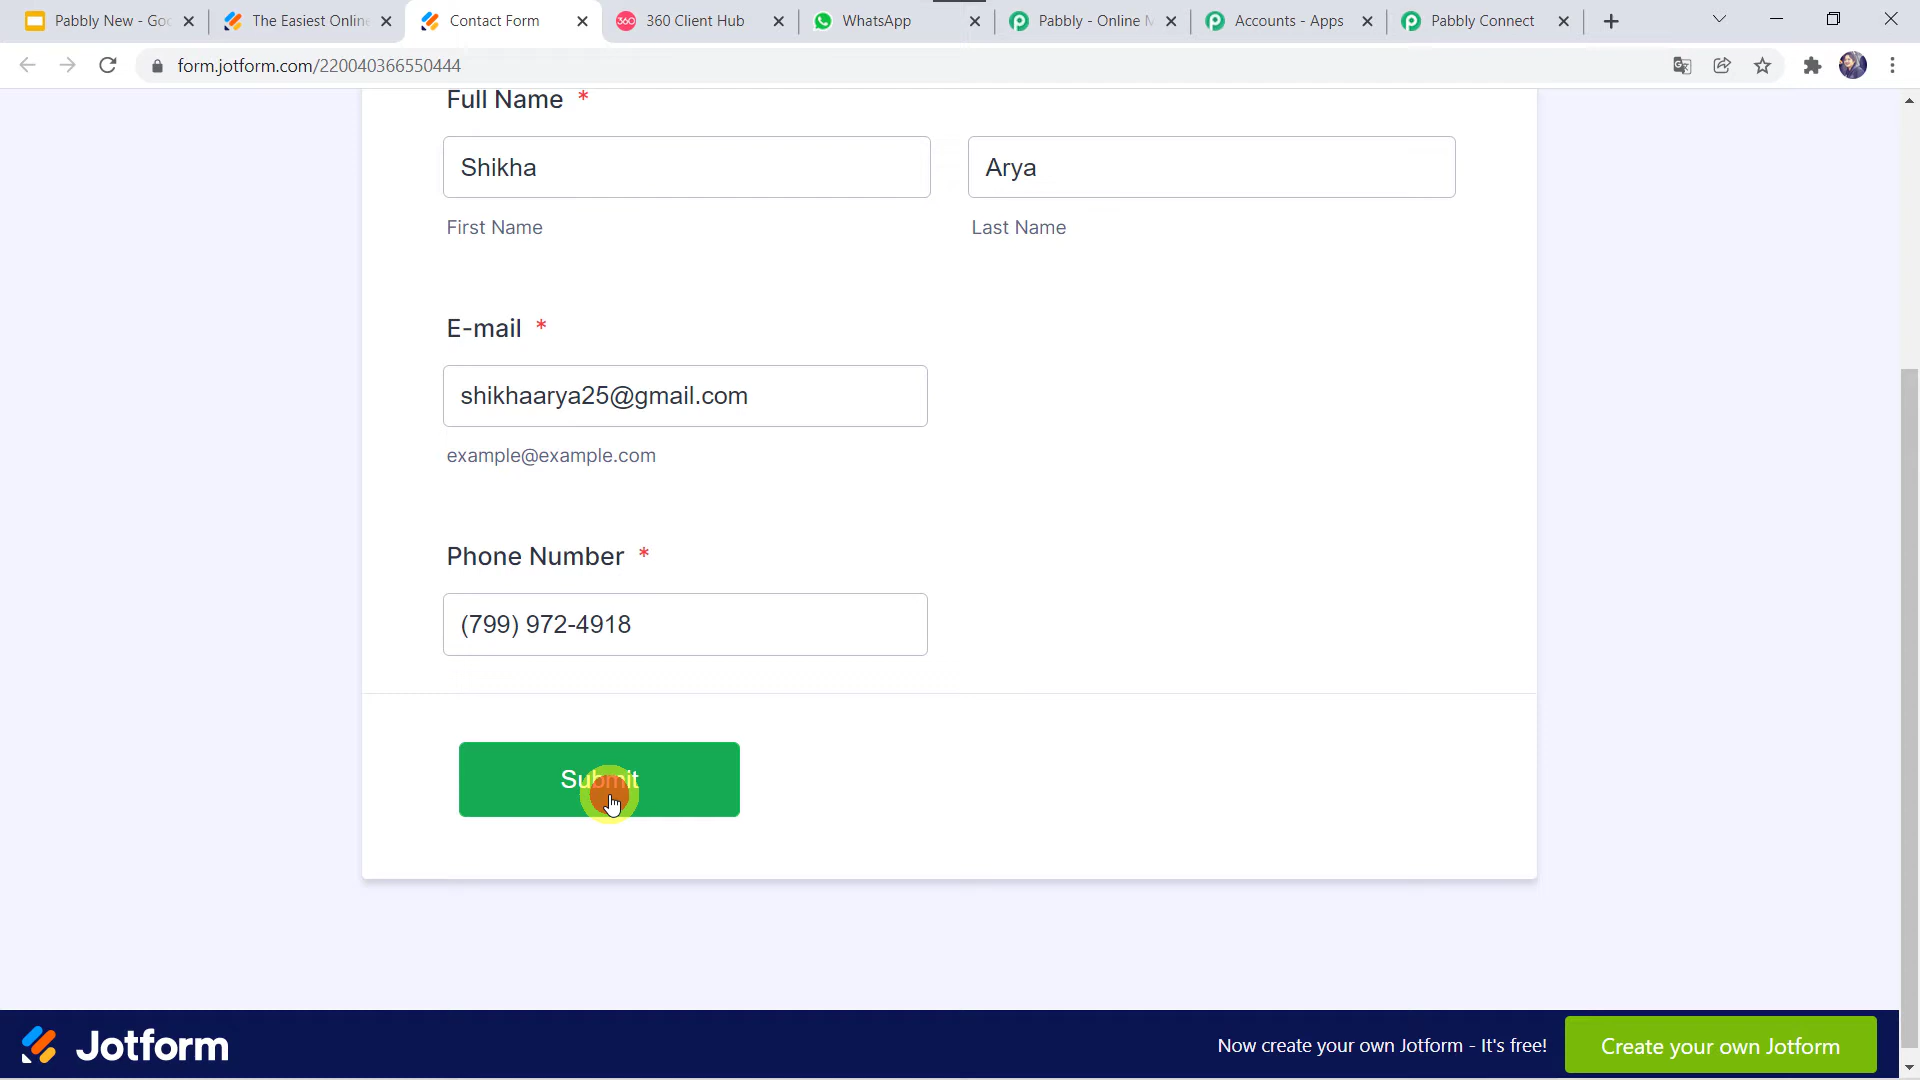 Pabbly New - Goo
The Easiest Online
Contact Form
360 Client Hub
WhatsApp
Pabbly - Online M
Accounts - Apps
Pabbly Connect
form.jotform.com/220040366550444
Full Name *
Shikha
Arya
First Name
Last Name
E-mail *
shikhaarya25@gmail.com
example@example.com
Phone Number *
(799) 972-4918
Submit
Jotform
Now create your own Jotform - It's free!
Create your own Jotform